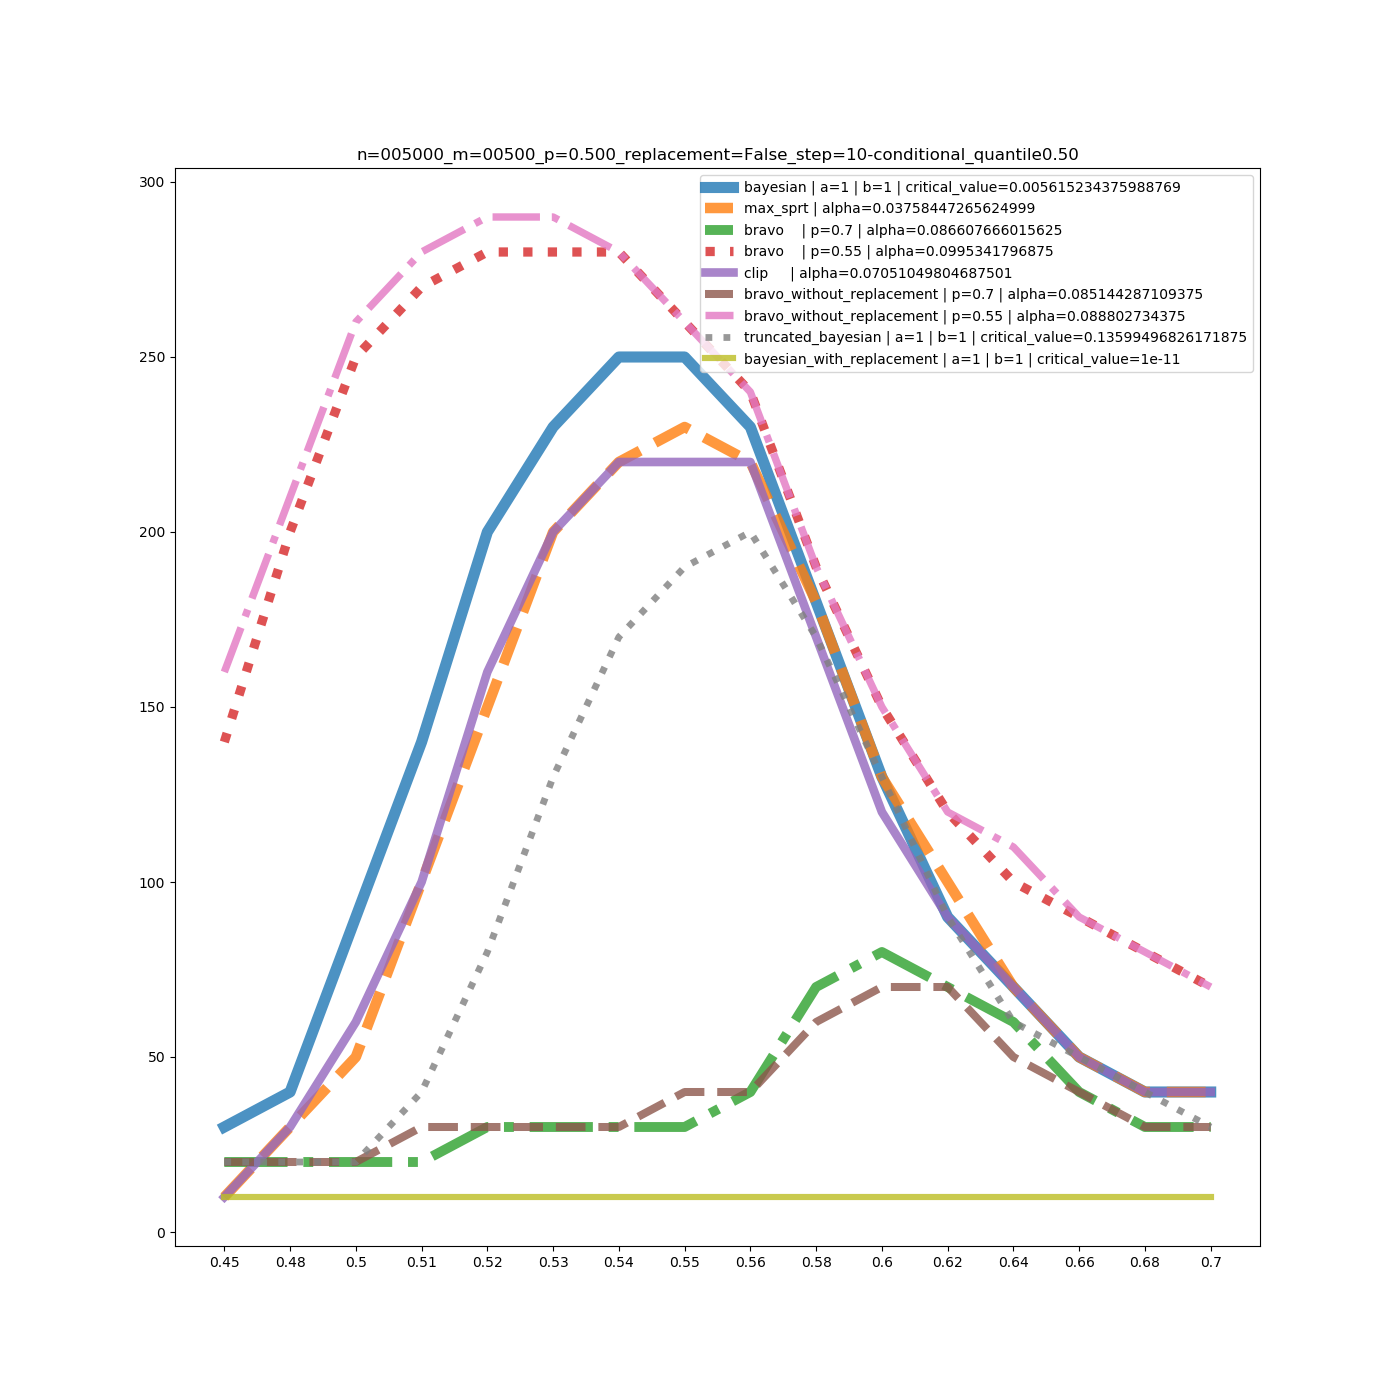 n=005000_m=00500_p=0.500_replacement=False_step=10-conditional_quantile0.50
300
250
200
150
100
50
0
bayesian | a=1 | b=1 | critical_value=0.005615234375988769
max_sprt | alpha=0.03758447265624999
bravo    | p=0.7 | alpha=0.086607666015625
bravo    | p=0.55 | alpha=0.0995341796875
clip     | alpha=0.07051049804687501
bravo_without_replacement | p=0.7 | alpha=0.085144287109375
bravo_without_replacement | p=0.55 | alpha=0.088802734375
truncated_bayesian | a=1 | b=1 | critical_value=0.13599496826171875
bayesian_with_replacement | a=1 | b=1 | critical_value=1e-11
0.45 0.48 0.5 0.51 0.52 0.53 0.54 0.55 0.56 0.58 0.6 0.62 0.64 0.66 0.68 0.7